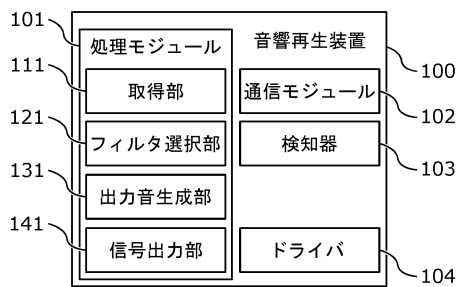 101
処理モジュール
音響再生装置
100
111
取得部
通信モジュール
102
121
フィルタ選択部
検知器
103
131
出力音生成部
141
信号出力部
ドライバ
104